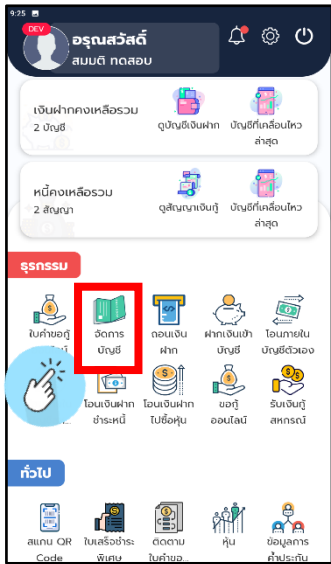 9:25
DEV
อรุณสวัสดิ์
สมมติ ทดสอบ
เงินฝากคงเหลือรวม
2 บัญชี
ดูบัญชีเงินฝาก
บัญชีที่เคลื่อนไหว
ล่าสุด
หนี้คงเหลือรวม
2 สัญญา
ดูสัญญาเงินกู้
บัญชีที่เคลื่อนไหว
ล่าสุด
ธุรกรรม
ใบคำขอกู้
จัดการ
บัญชี
ถอนเงิน
ฝาก
ฝากเงินเข้า
บัญชี
โอนภายใน
บัญชีตัวเอง
โอนเงินฝาก
ชำระหนี้
โอนเงินฝาก
ไปซื้อหุ้น
ขอกู้
ออนไลน์
รับเงินกู้
สหกรณ์
ทั่วไป
สแกน QR
Code
ใบเสร็จชำระ
พิเศษ
ติดตาม
ใบคำขอ...
หุ้น
ข้อมูลการ
ค้ำประกัน